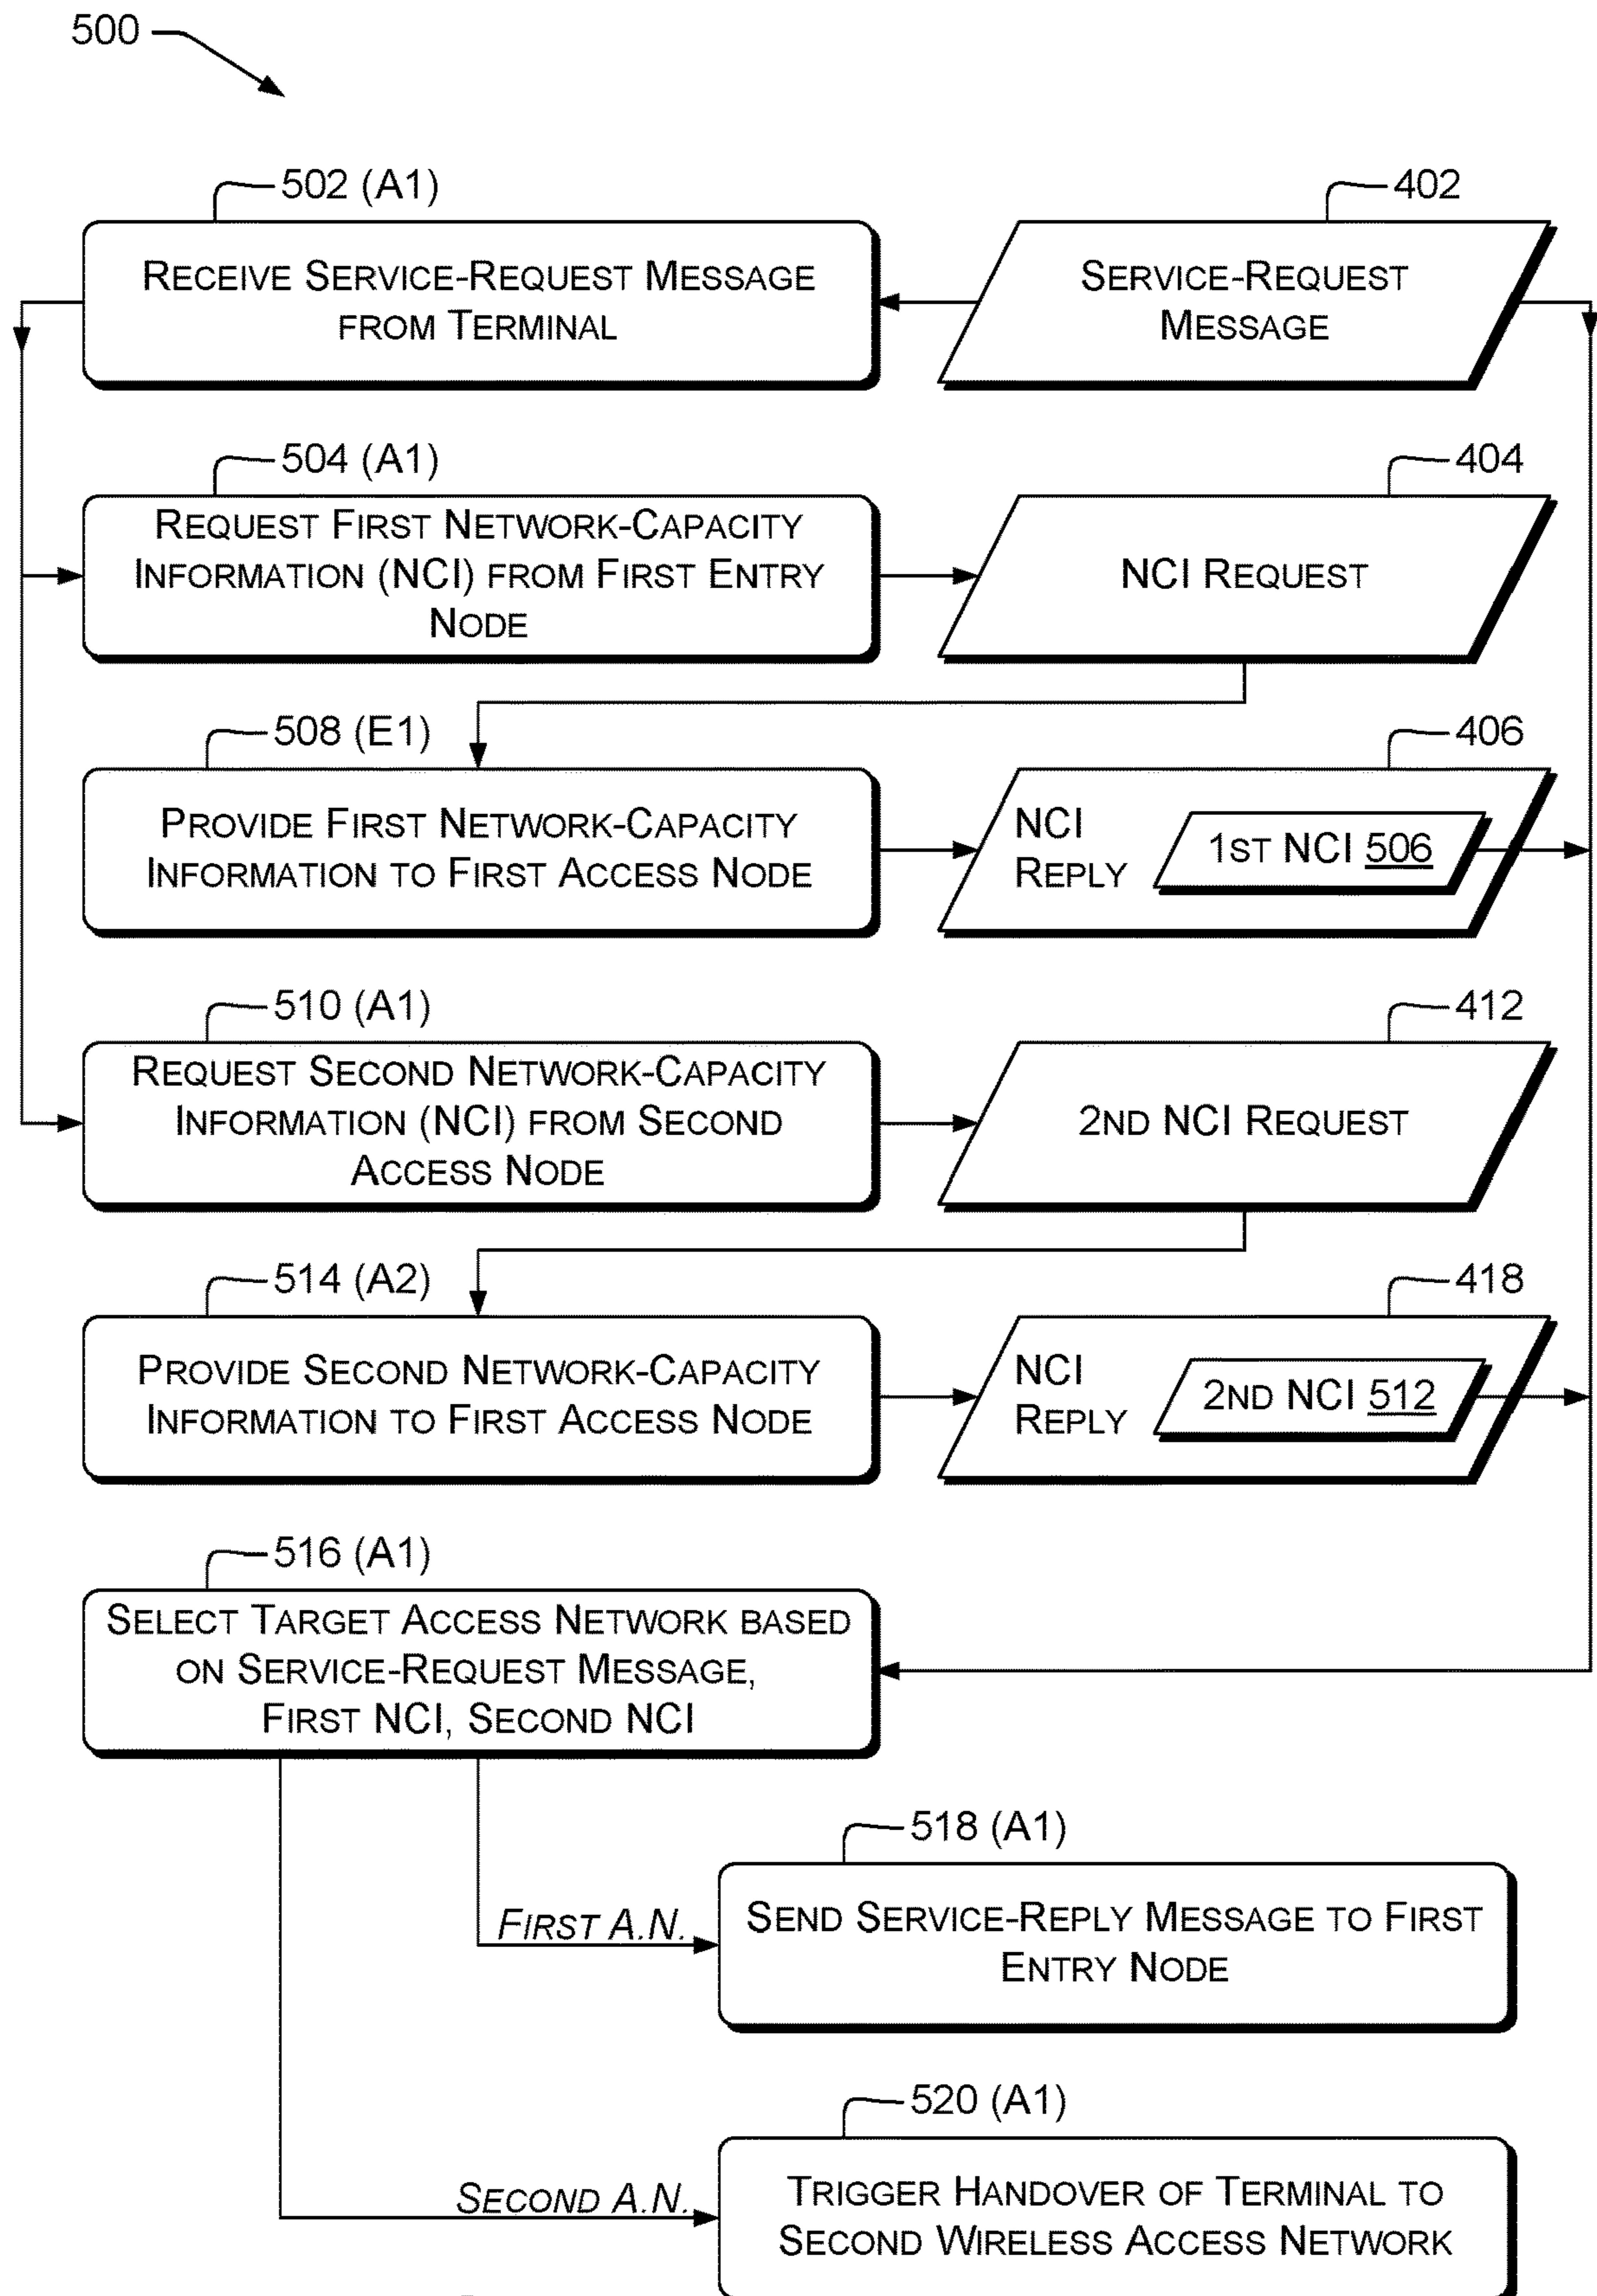 500
502 (A1)
402
RECEIVE SERVICE-REQUEST MESSAGE
FROM TERMINAL
SERVICE-REQUEST
MESSAGE
504 (A1)
404
REQUEST FIRST NETWORK-CAPACITY
INFORMATION (NCI) FROM FIRST ENTRY
NODE
NCI REQUEST
508 (E1)
406
PROVIDE FIRST NETWORK-CAPACITY
INFORMATION TO FIRST ACCESS NODE
NCI
REPLY
1ST NCI 506
510 (A1)
412
REQUEST SECOND NETWORK-CAPACITY
INFORMATION (NCI) FROM SECOND
ACCESS NODE
2ND NCI REQUEST
514 (A2)
418
PROVIDE SECOND NETWORK-CAPACITY
INFORMATION TO FIRST ACCESS NODE
NCI
REPLY
2ND NCI 512
516 (A1)
SELECT TARGET ACCESS NETWORK BASED
ON SERVICE-REQUEST MESSAGE,
FIRST NCI, SECOND NCI
518 (A1)
FIRST A.N.
SEND SERVICE-REPLY MESSAGE TO FIRST
ENTRY NODE
520 (A1)
SECOND A.N.
TRIGGER HANDOVER OF TERMINAL TO
SECOND WIRELESS ACCESS NETWORK